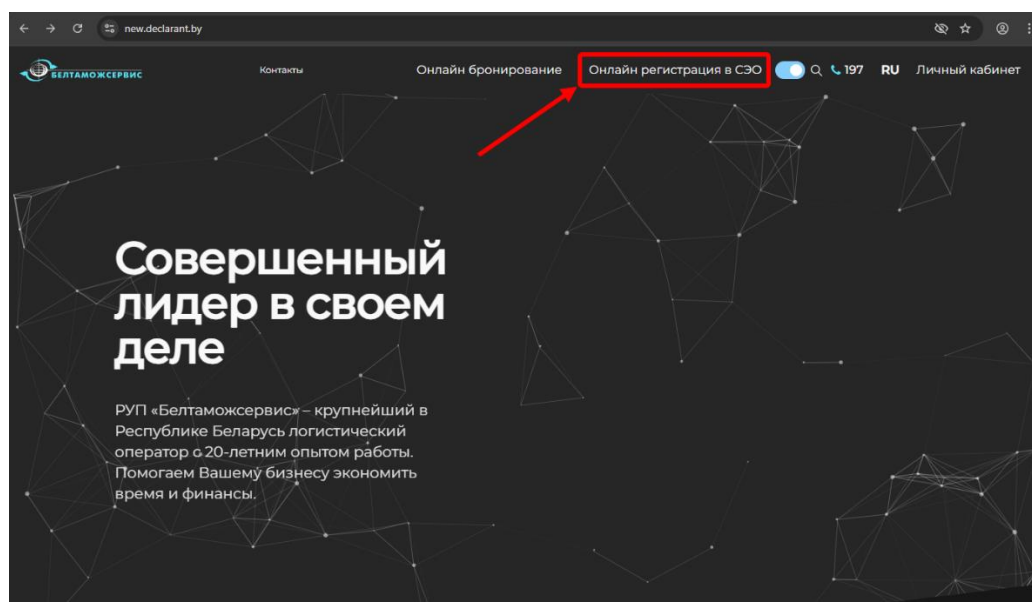 new.declarant.by
БЕЛТАМОЖСЕРВИС
Контакты
Онлайн бронирование
Онлайн регистрация в СЭО
197
RU
Личный кабинет
Совершенный
лидер в своем
деле
РУП «Белтаможсервис» – крупнейший в
Республике Беларусь логистический
оператор с 20-летним опытом работы.
Помогаем Вашему бизнесу экономить
время и финансы.